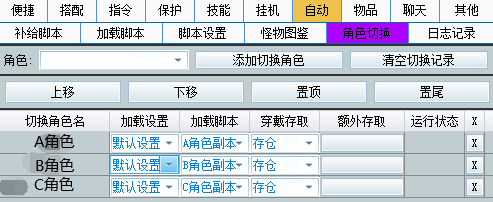 便捷 搭配 指令 保护 技能 挂机 自动 物品 聊天 其他
补给脚本 加载脚本 脚本设置 怪物图鉴 角色切换 日志记录
角色: 添加切换角色 清空切换记录
上移 下移 置顶 置尾
切换角色名 加载设置 加载脚本 穿戴存取 额外存取 运行状态 X
A角色 默认设置 A角色副本 存仓 X
B角色 默认设置 B角色副本 存仓 X
C角色 默认设置 C角色副本 存仓 X